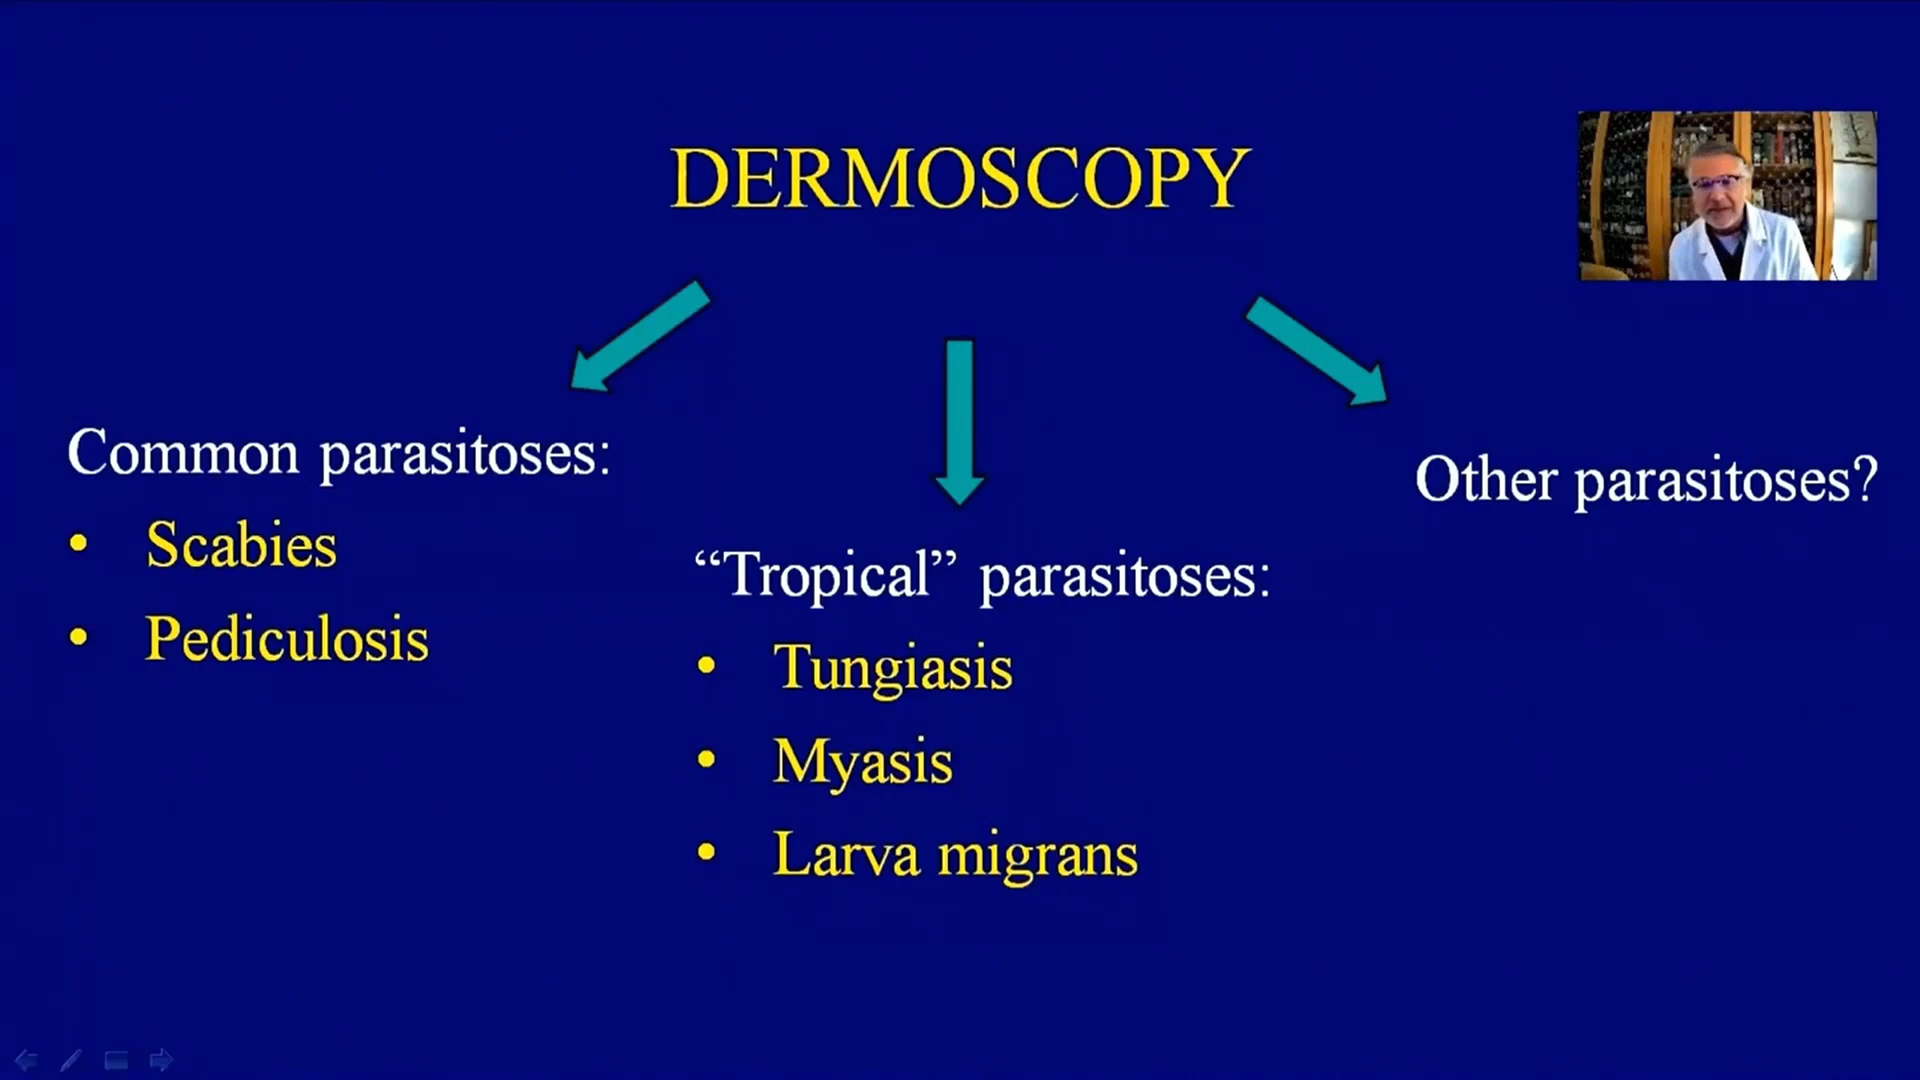 DERMOSCOPY
Common parasitoses:
• Scabies
• Pediculosis
“Tropical” parasitoses:
• Tungiasis
• Myasis
• Larva migrans
Other parasitoses?